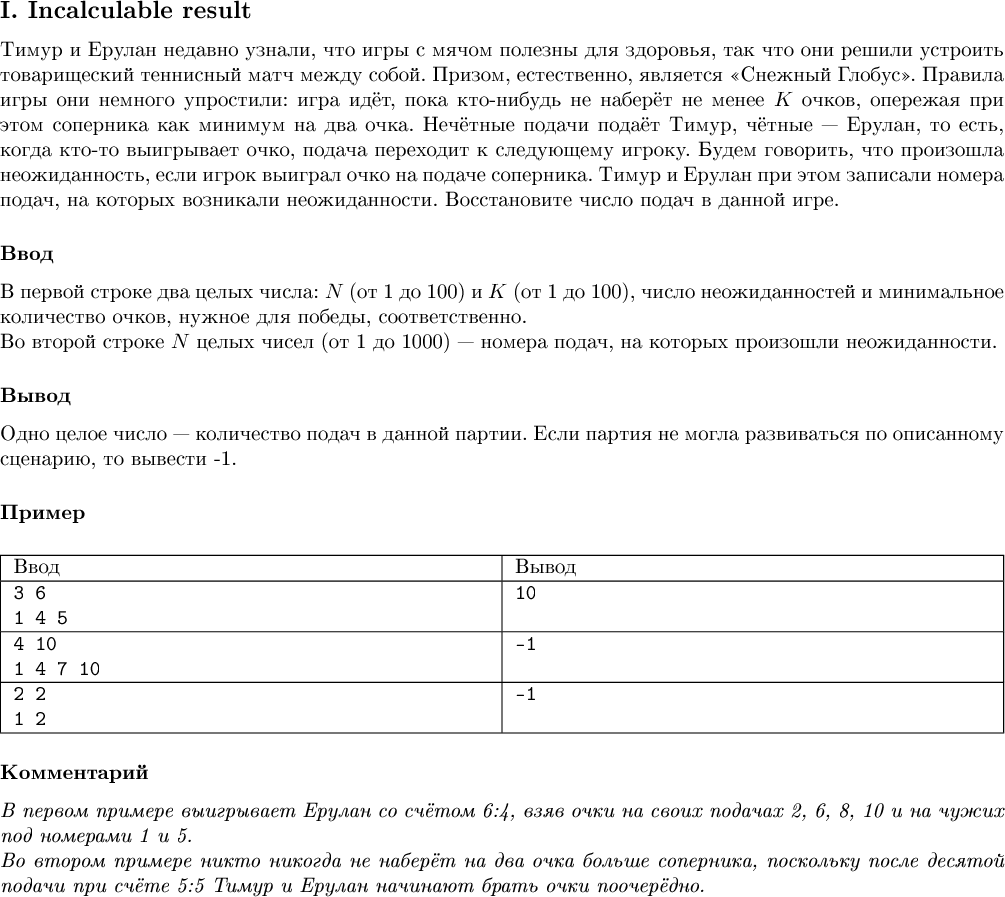 I. Incalculable result
Тимур и Ерулан недавно узнали, что игры с мячом полезны для здоровья, так что они решили устроить
товарищеский теннисный матч между собой. Призом, естественно, является «Снежный Глобус». Правила
игры они немного упростили: игра идёт, пока кто-нибудь не наберёт не менее K очков, опережая при
этом соперника как минимум на два очка. Нечётные подачи подаёт Тимур, чётные — Ерулан, то есть,
когда кто-то выигрывает очко, подача переходит к следующему игроку. Будем говорить, что произошла
неожиданность, если игрок выиграл очко на подаче соперника. Тимур и Ерулан при этом записали номера
подач, на которых возникали неожиданности. Восстановите число подач в данной игре.
Ввод
В первой строке два целых числа: N (от 1 до 100) и K (от 1 до 100), число неожиданностей и минимальное
количество очков, нужное для победы, соответственно.
Во второй строке N целых чисел (от 1 до 1000) — номера подач, на которых произошли неожиданности.
Вывод
Одно целое число — количество подач в данной партии. Если партия не могла развиваться по описанному
сценарию, то вывести -1.
Пример
Ввод Вывод
3 6 10
1 4 5
4 10 -1
1 4 7 10
2 2 -1
1 2
Комментарий
В первом примере выигрывает Ерулан со счётом 6:4, взяв очки на своих подачах 2, 6, 8, 10 и на чужих
под номерами 1 и 5.
Во втором примере никто никогда не наберёт на два очка больше соперника, поскольку после десятой
подачи при счёте 5:5 Тимур и Ерулан начинают брать очки поочерёдно.